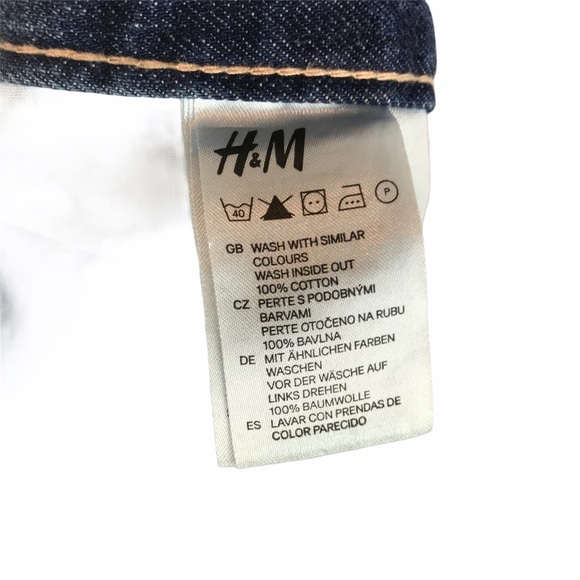 H&M
40 P
GB WASH WITH SIMILAR
COLOURS
WASH INSIDE OUT
100% COTTON
CZ PERTE S PODOBNÝMI
BARVAMI
PERTE OTOČENO NA RUBU
100% BAVLNA
DE MIT ÄHNLICHEN FARBEN
WASCHEN
VOR DER WÄSCHE AUF
LINKS DREHEN
100% BAUMWOLLE
ES LAVAR CON PRENDAS DE
COLOR PARECIDO